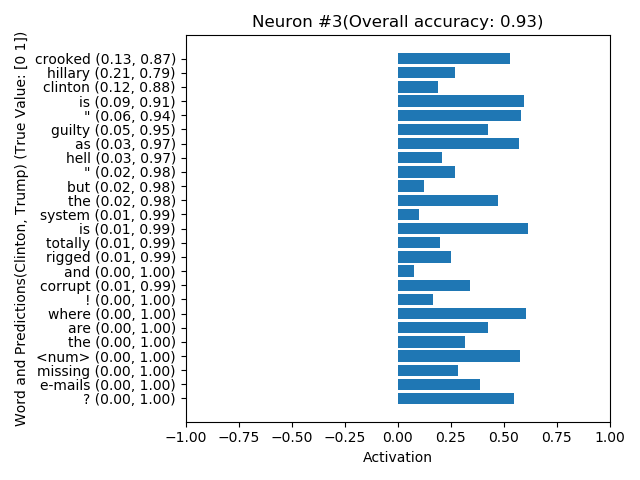 Neuron #3(Overall accuracy: 0.93)
Word and Predictions(Clinton, Trump) (True Value: [0 1])
crooked (0.13, 0.87)
hillary (0.21, 0.79)
clinton (0.12, 0.88)
is (0.09, 0.91)
" (0.06, 0.94)
guilty (0.05, 0.95)
as (0.03, 0.97)
hell (0.03, 0.97)
" (0.02, 0.98)
but (0.02, 0.98)
the (0.02, 0.98)
system (0.01, 0.99)
is (0.01, 0.99)
totally (0.01, 0.99)
rigged (0.01, 0.99)
and (0.00, 1.00)
corrupt (0.01, 0.99)
! (0.00, 1.00)
where (0.00, 1.00)
are (0.00, 1.00)
the (0.00, 1.00)
<num> (0.00, 1.00)
missing (0.00, 1.00)
e-mails (0.00, 1.00)
? (0.00, 1.00)
−1.00 −0.75 −0.50 −0.25 0.00 0.25 0.50 0.75 1.00
Activation